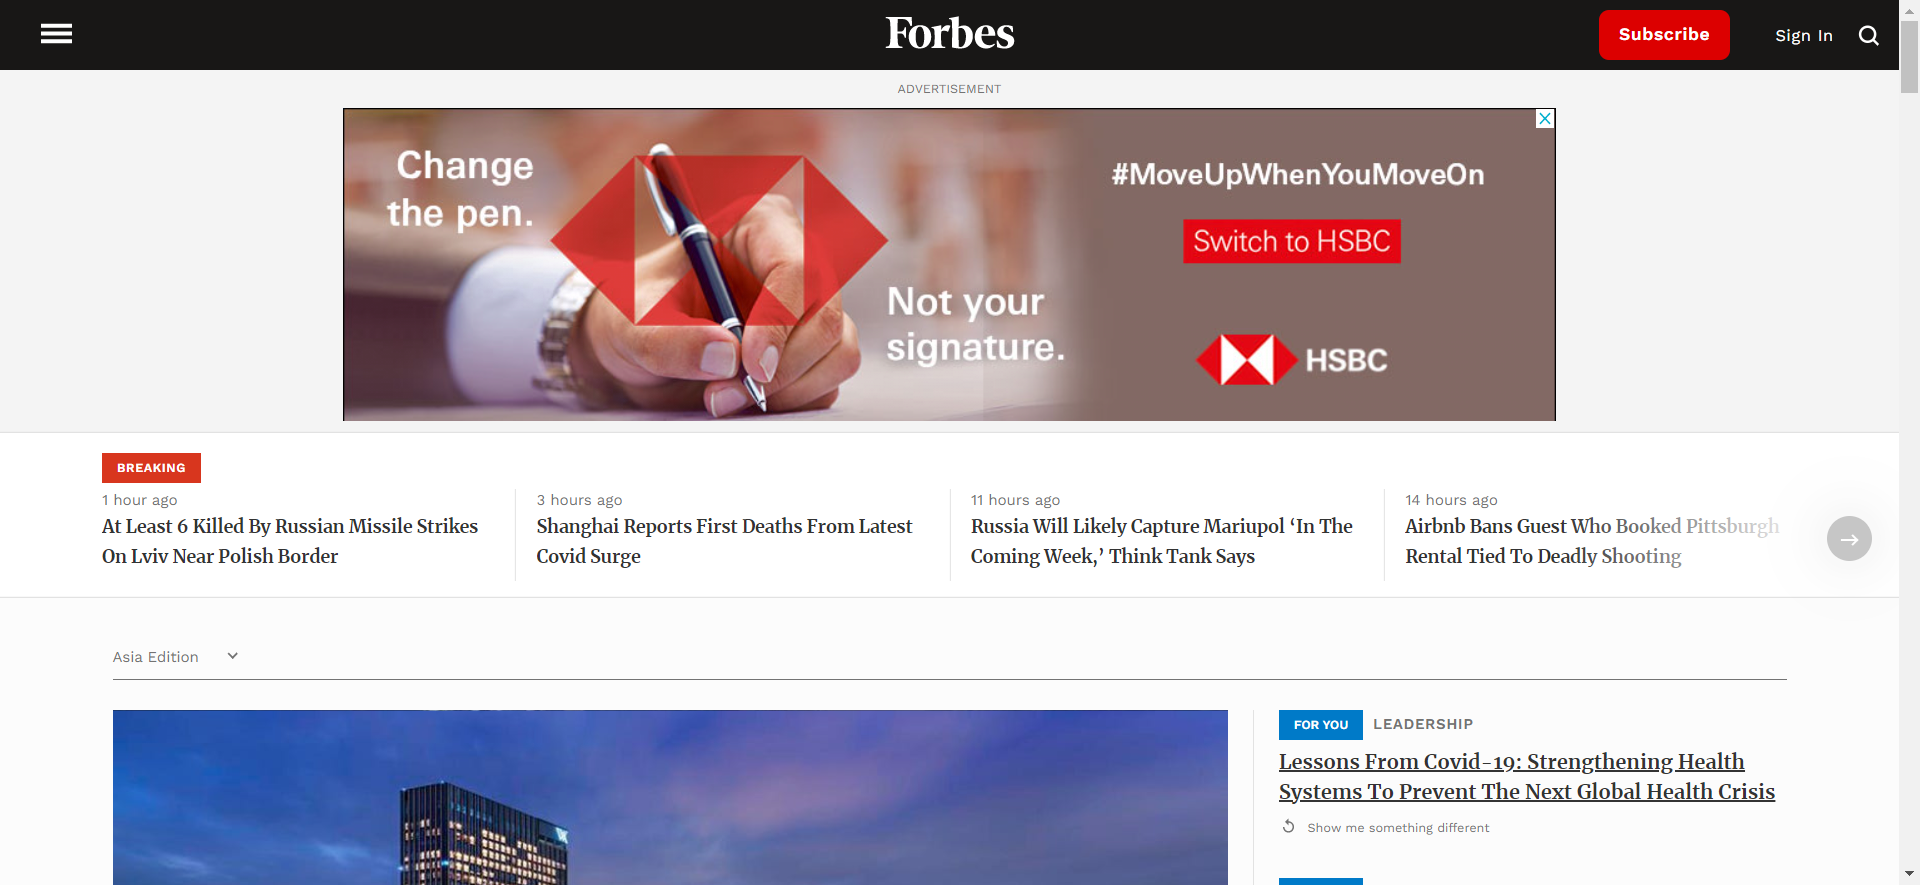 Forbes
Subscribe
Sign In
ADVERTISEMENT
Change
the pen.
Not your
signature.
#MoveUpWhenYouMoveOn
Switch to HSBC
HSBC
BREAKING
1 hour ago
At Least 6 Killed By Russian Missile Strikes
On Lviv Near Polish Border
3 hours ago
Shanghai Reports First Deaths From Latest
Covid Surge
11 hours ago
Russia Will Likely Capture Mariupol ‘In The
Coming Week,’ Think Tank Says
14 hours ago
Airbnb Bans Guest Who Booked Pittsburgh
Rental Tied To Deadly Shooting
Asia Edition
FOR YOU LEADERSHIP
Lessons From Covid-19: Strengthening Health
Systems To Prevent The Next Global Health Crisis
Show me something different